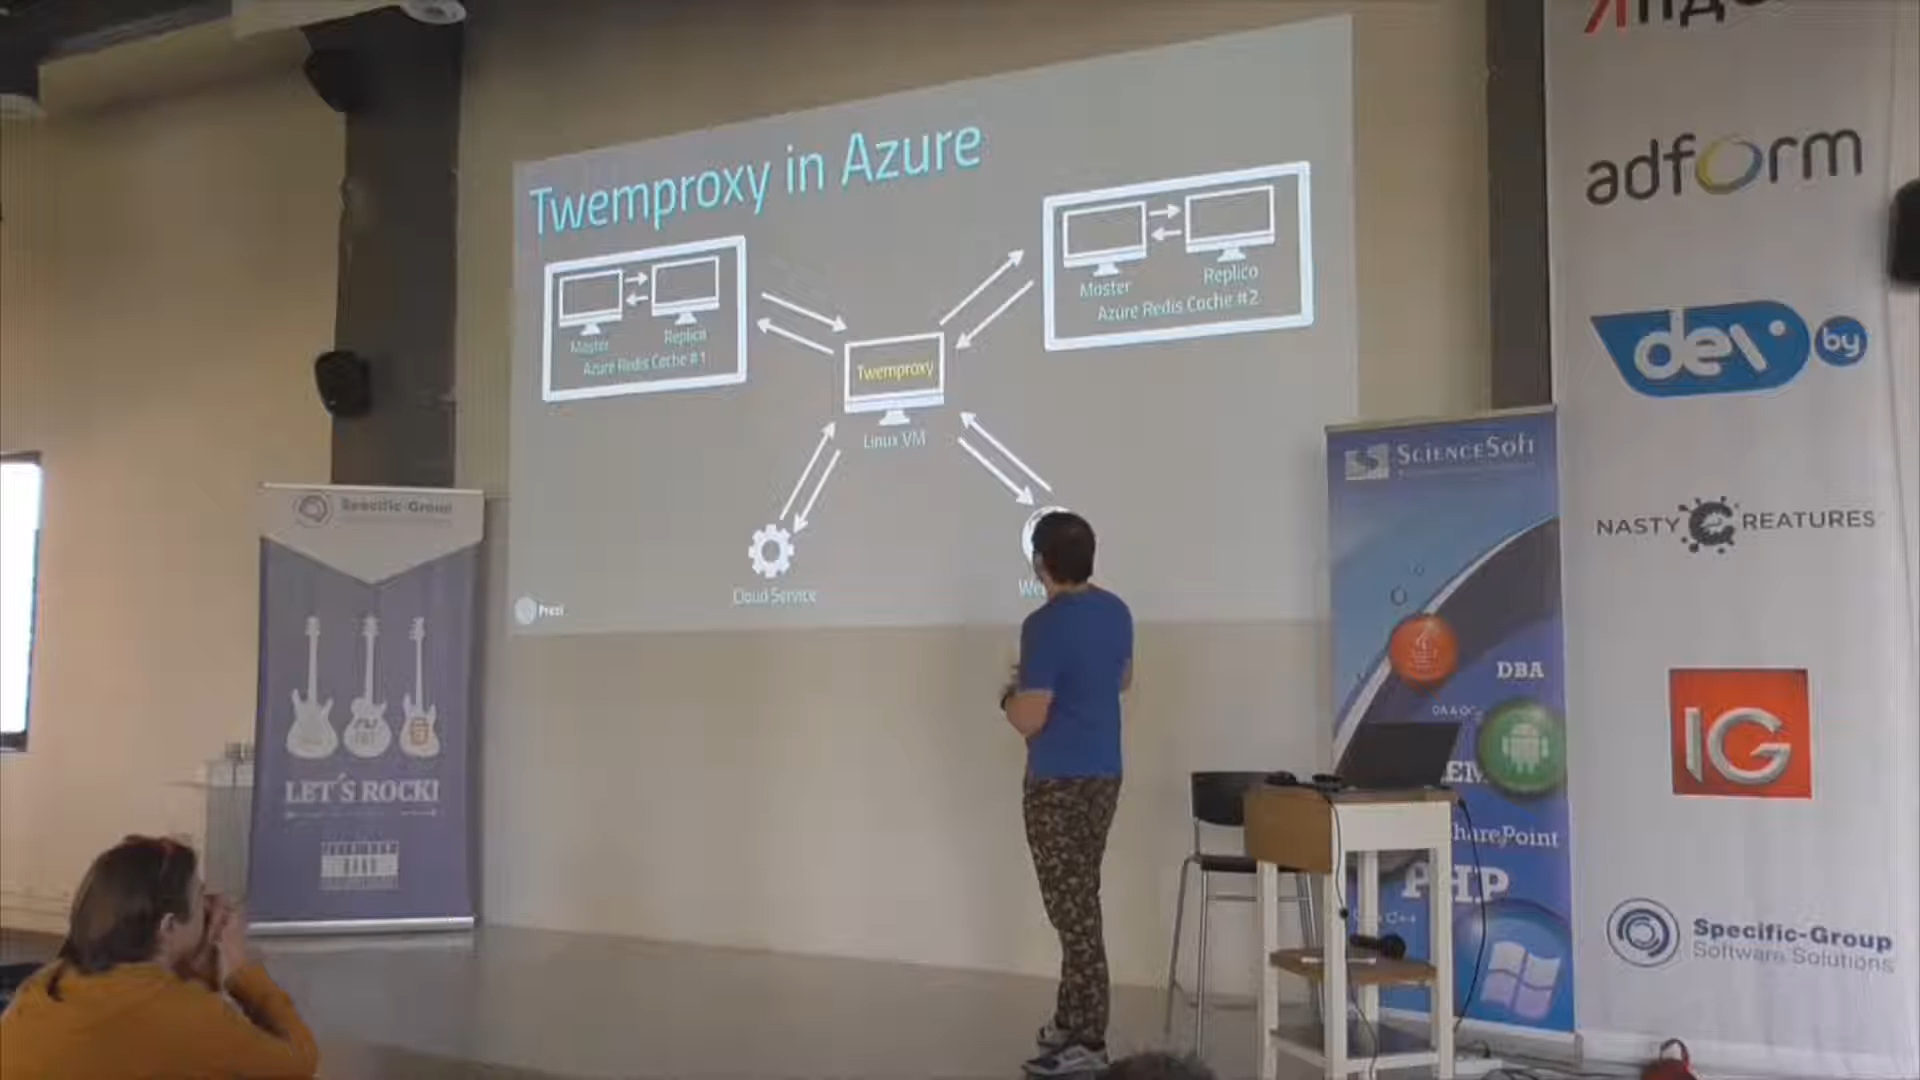 Twemproxy in Azure
Master
Replica
Azure Redis Cache #1
Master
Replica
Azure Redis Cache #2
Twemproxy
Linux VM
Cloud Service
Prezi
Specific-Group
LET'S ROCK!
ScienceSoft
DBA
SharePoint
PHP
adform
dev by
NASTY CREATURES
IG
Specific-Group
Software Solutions